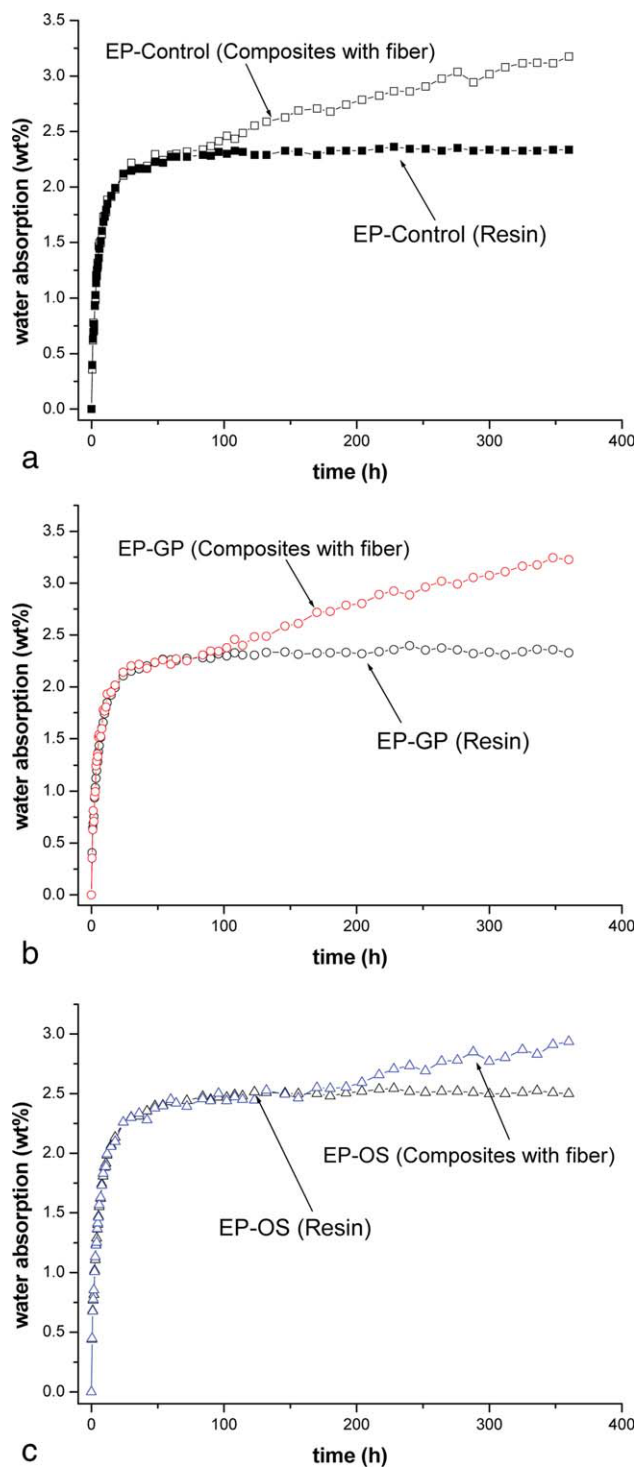 3.5
3.0
2.5
2.0
1.5
1.0
0.5
0.0
water absorption (wt%)
EP-Control (Composites with fiber)
EP-Control (Resin)
0 100 200 300 400
time (h)
a
3.5
3.0
2.5
2.0
1.5
1.0
0.5
0.0
water absorption (wt%)
EP-GP (Composites with fiber)
EP-GP (Resin)
0 100 200 300 400
time (h)
b
3.0
2.5
2.0
1.5
1.0
0.5
0.0
water absorption (wt%)
EP-OS (Composites with fiber)
EP-OS (Resin)
0 100 200 300 400
time (h)
c